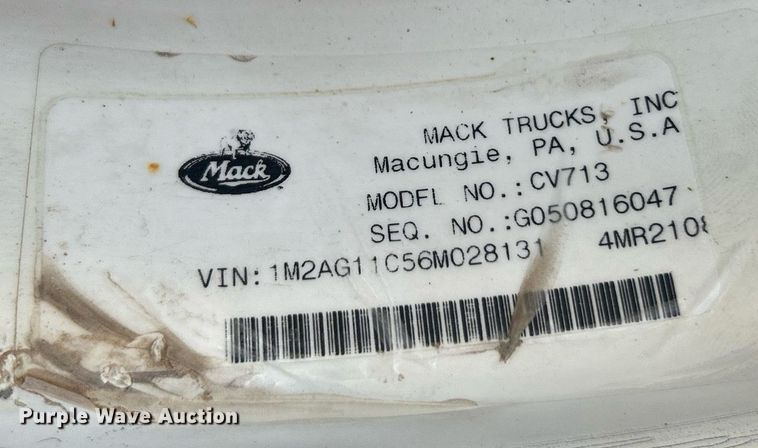 Mack
MACK TRUCKS, INC
Macungie, PA, U.S.A
MODEL NO.:CV713
SEQ. NO.:G050816047
VIN:1M2AG11C56M028131 4MR2108
Purple Wave Auction